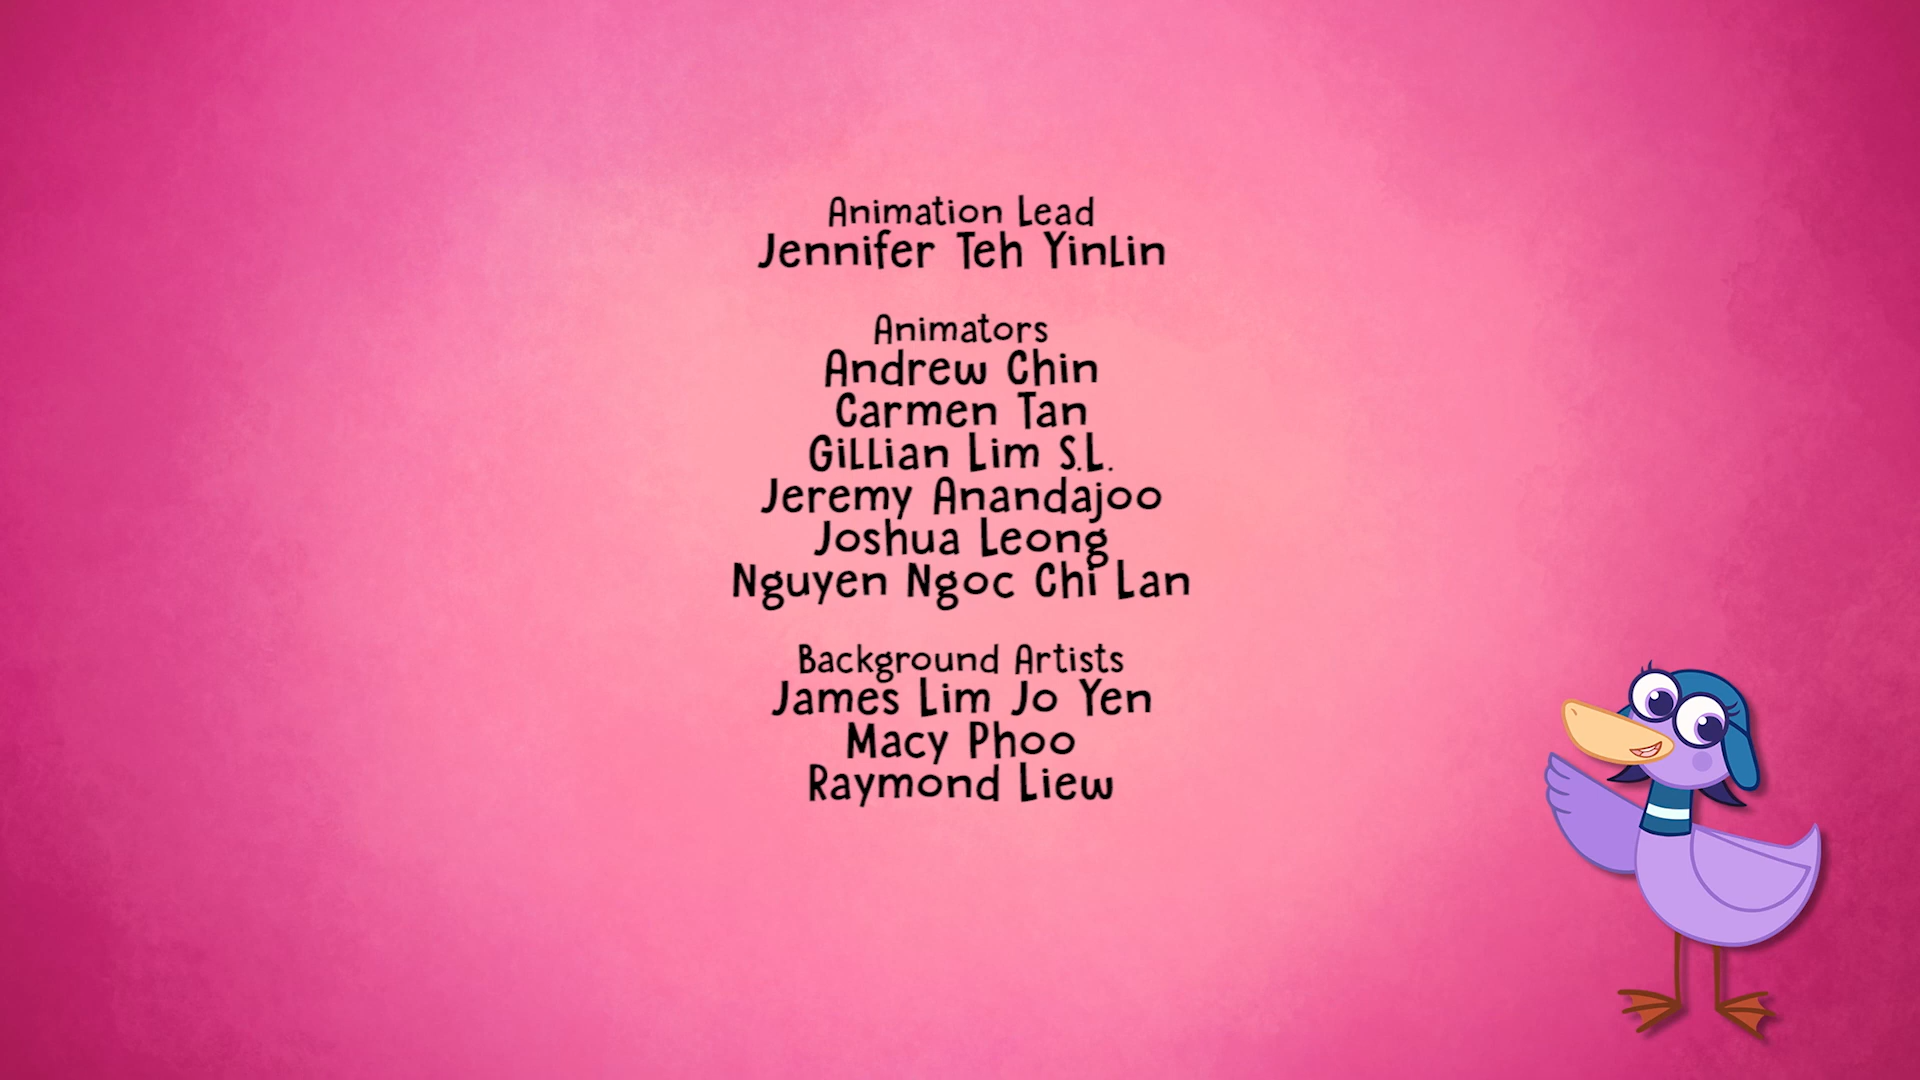 Animation Lead
Jennifer Teh YinLin
Animators
Andrew Chin
Carmen Tan
Gillian Lim S.L.
Jeremy Anandajoo
Joshua Leong
Nguyen Ngoc Chi Lan
Background Artists
James Lim Jo Yen
Macy Phoo
Raymond Liew